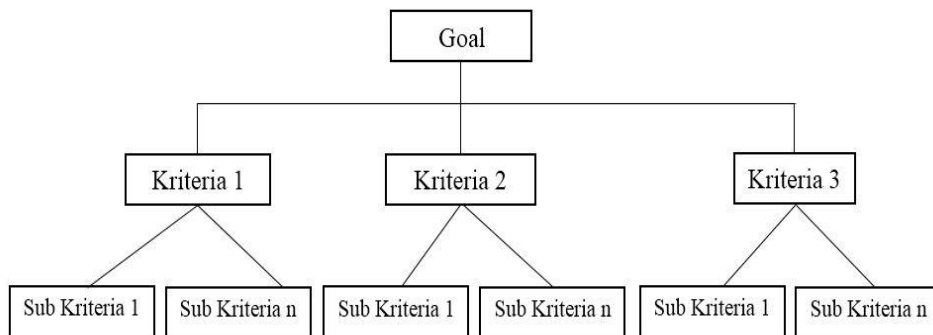 Goal
Kriteria 1
Kriteria 2
Kriteria 3
Sub Kriteria 1
Sub Kriteria n
Sub Kriteria 1
Sub Kriteria n
Sub Kriteria 1
Sub Kriteria n